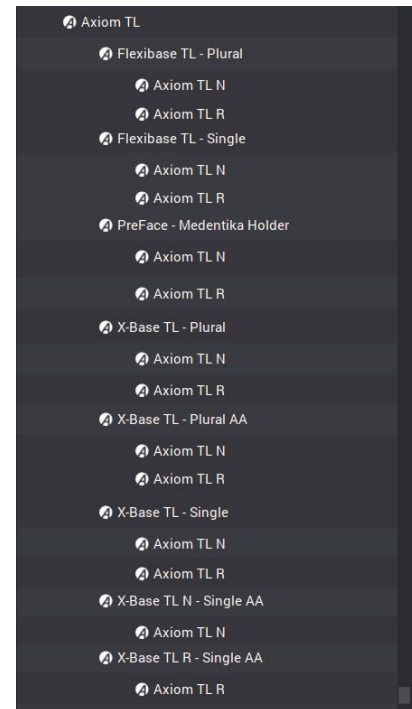 Axiom TL
Flexibase TL - Plural
Axiom TL N
Axiom TL R
Flexibase TL - Single
Axiom TL N
Axiom TL R
PreFace - Medentika Holder
Axiom TL N
Axiom TL R
X-Base TL - Plural
Axiom TL N
Axiom TL R
X-Base TL - Plural AA
Axiom TL N
Axiom TL R
X-Base TL - Single
Axiom TL N
Axiom TL R
X-Base TL N - Single AA
Axiom TL N
X-Base TL R - Single AA
Axiom TL R